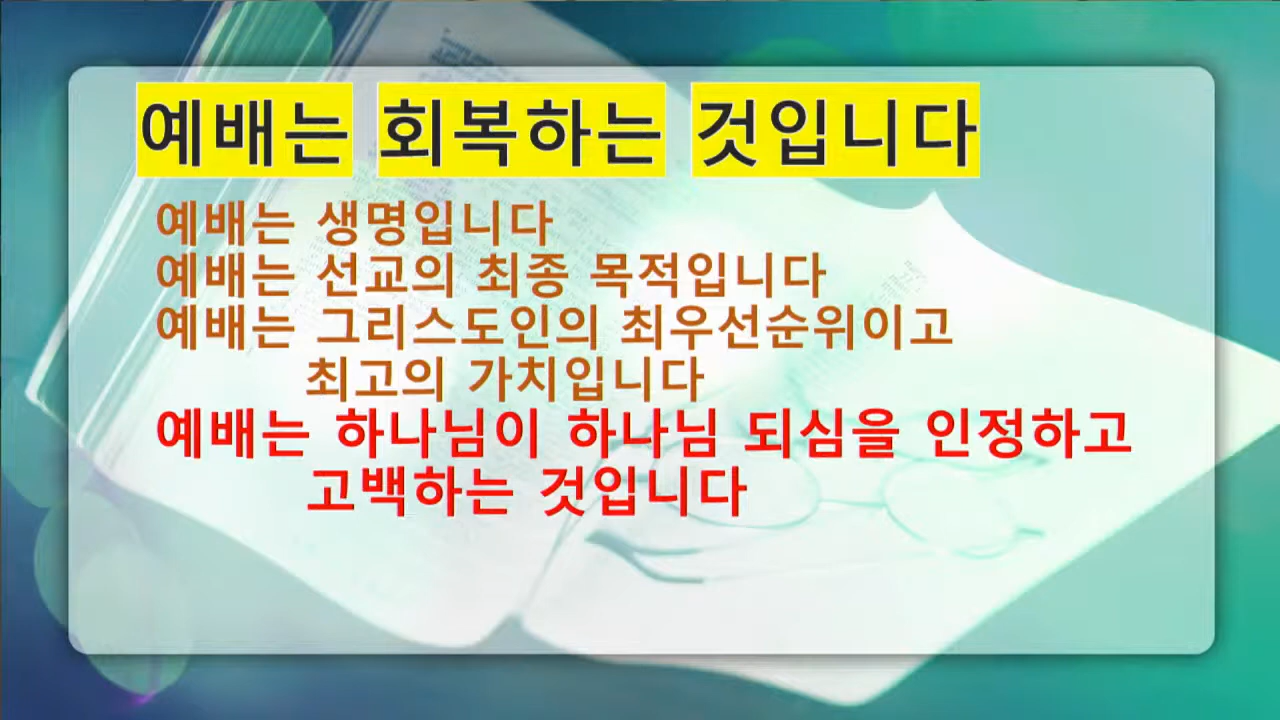 예배는 회복하는 것입니다
예배는 생명입니다
예배는 선교의 최종 목적입니다
예배는 그리스도인의 최우선순위이고
최고의 가치입니다
예배는 하나님이 하나님 되심을 인정하고
고백하는 것입니다